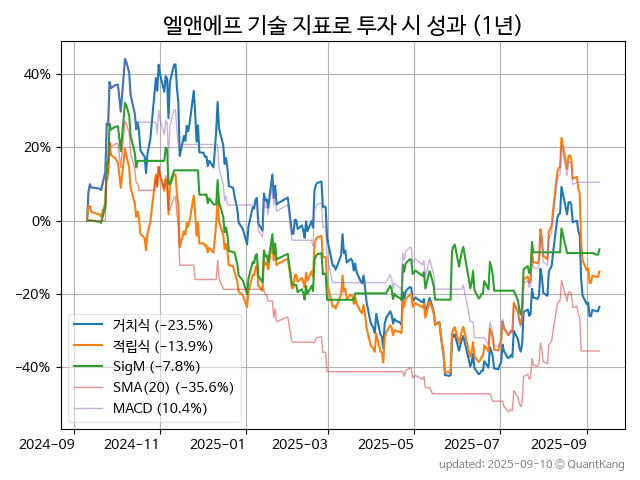 엘앤에프 기술 지표로 투자 시 성과 (1년)
40%
20%
0%
−20%
−40%
거치식 (−23.5%)
적립식 (−13.9%)
SigM (−7.8%)
SMA(20) (−35.6%)
MACD (10.4%)
2024-09 2024-11 2025-01 2025-03 2025-05 2025-07 2025-09
updated: 2025-09-10 ⓒ QuantKang